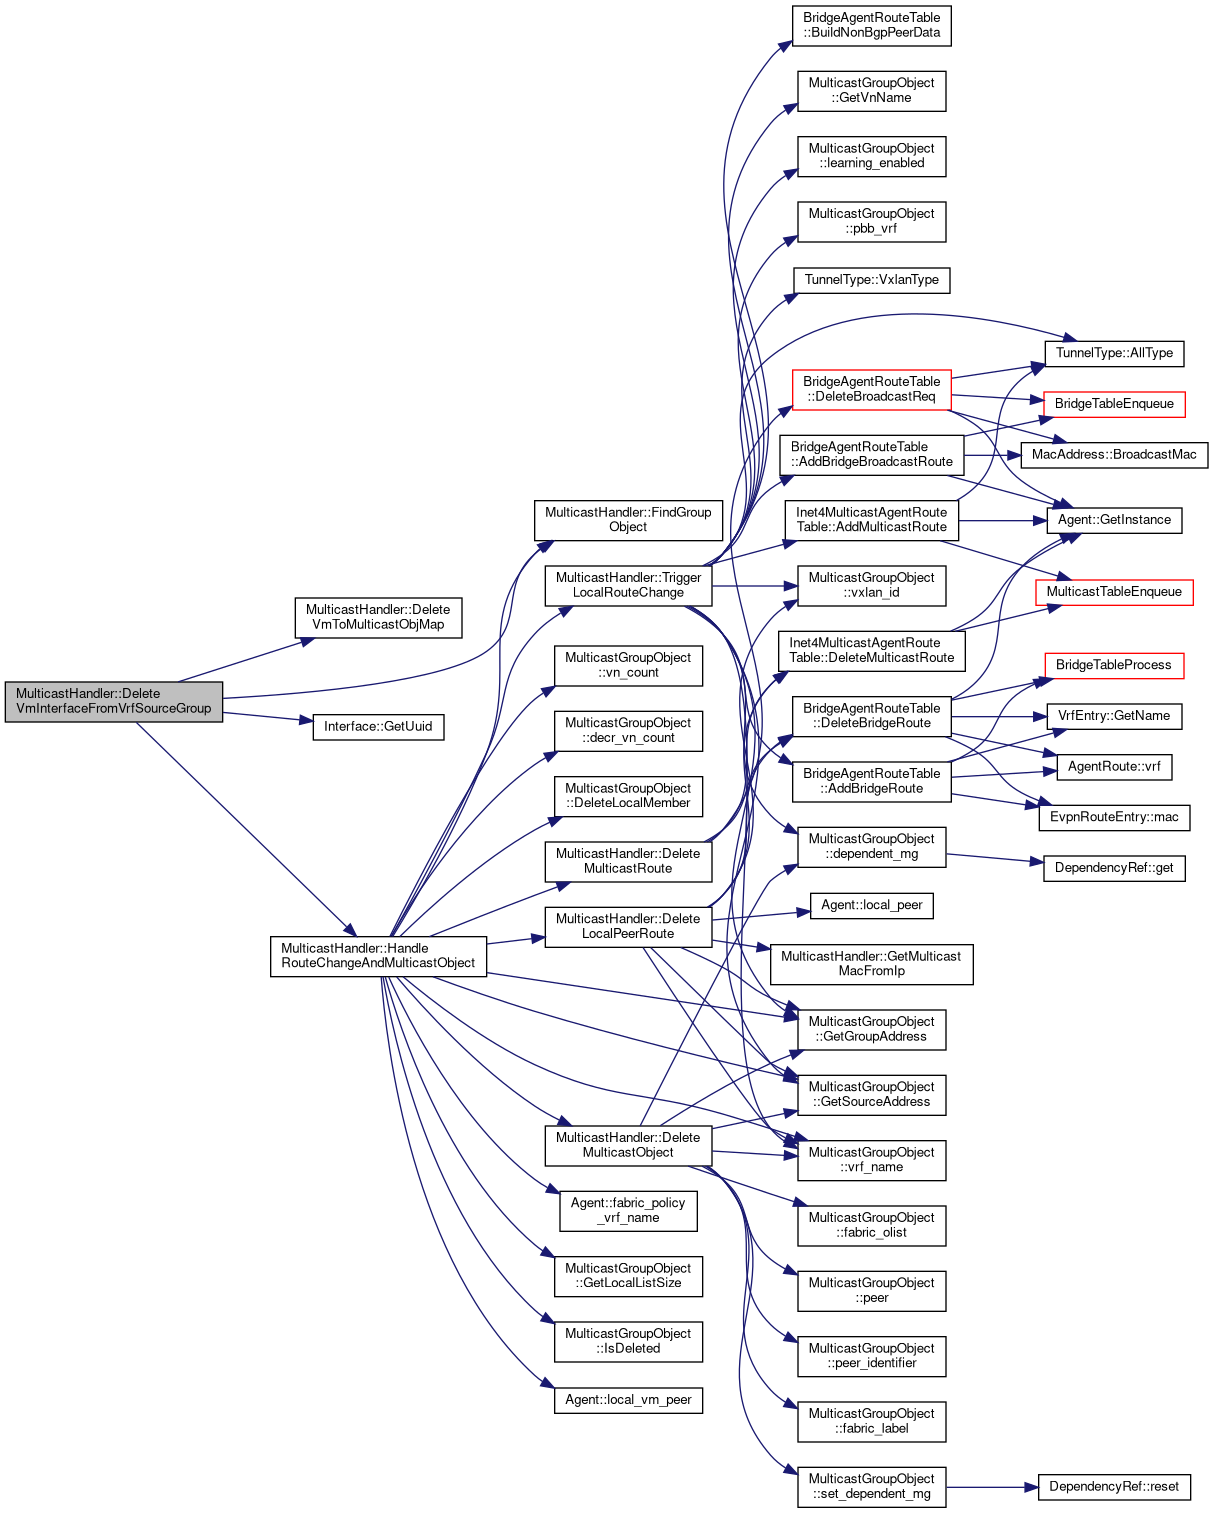 MulticastHandler::Delete
VmInterfaceFromVrfSourceGroup
MulticastHandler::Delete
VmToMulticastObjMap
Interface::GetUuid
MulticastHandler::Handle
RouteChangeAndMulticastObject
MulticastHandler::FindGroup
Object
MulticastHandler::Trigger
LocalRouteChange
MulticastGroupObject
::vn_count
MulticastGroupObject
::decr_vn_count
MulticastGroupObject
::DeleteLocalMember
MulticastHandler::Delete
MulticastRoute
MulticastHandler::Delete
LocalPeerRoute
MulticastHandler::Delete
MulticastObject
Agent::fabric_policy
_vrf_name
MulticastGroupObject
::GetLocalListSize
MulticastGroupObject
::IsDeleted
Agent::local_vm_peer
BridgeAgentRouteTable
::BuildNonBgpPeerData
MulticastGroupObject
::GetVnName
MulticastGroupObject
::learning_enabled
MulticastGroupObject
::pbb_vrf
TunnelType::VxlanType
BridgeAgentRouteTable
::DeleteBroadcastReq
BridgeAgentRouteTable
::AddBridgeBroadcastRoute
Inet4MulticastAgentRoute
Table::AddMulticastRoute
MulticastGroupObject
::vxlan_id
Inet4MulticastAgentRoute
Table::DeleteMulticastRoute
BridgeAgentRouteTable
::DeleteBridgeRoute
BridgeAgentRouteTable
::AddBridgeRoute
MulticastGroupObject
::dependent_mg
Agent::local_peer
MulticastHandler::GetMulticast
MacFromIp
MulticastGroupObject
::GetGroupAddress
MulticastGroupObject
::GetSourceAddress
MulticastGroupObject
::vrf_name
MulticastGroupObject
::fabric_olist
MulticastGroupObject
::peer
MulticastGroupObject
::peer_identifier
MulticastGroupObject
::fabric_label
MulticastGroupObject
::set_dependent_mg
TunnelType::AllType
BridgeTableEnqueue
MacAddress::BroadcastMac
Agent::GetInstance
MulticastTableEnqueue
BridgeTableProcess
VrfEntry::GetName
AgentRoute::vrf
EvpnRouteEntry::mac
DependencyRef::get
DependencyRef::reset